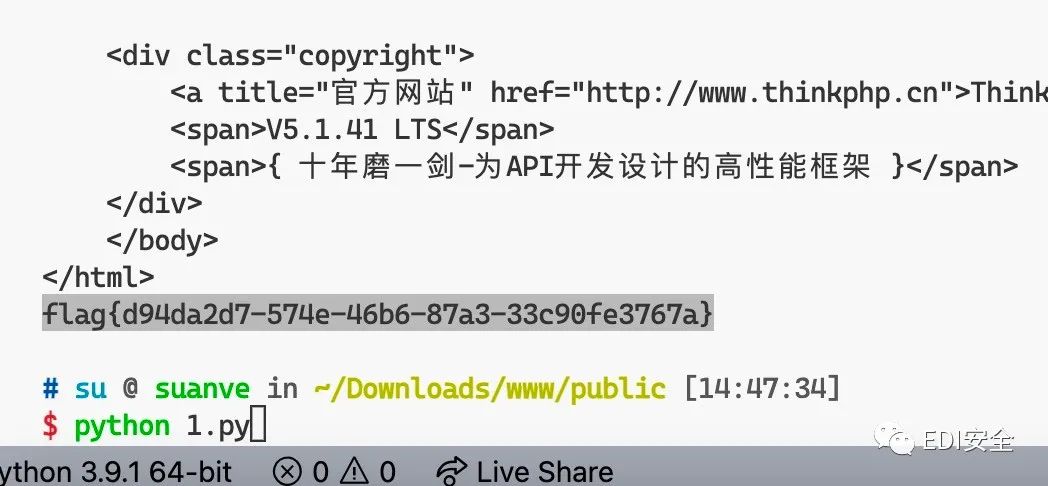 <div class="copyright">
<a title="官方网站" href="http://www.thinkphp.cn">Think
<span>V5.1.41 LTS</span>
<span>{ 十年磨一剑-为API开发设计的高性能框架 }</span>
</div>
</body>
</html>
flag{d94da2d7-574e-46b6-87a3-33c90fe3767a}
# su @ suanve in ~/Downloads/www/public [14:47:34]
$ python 1.py
EDI安全
ython 3.9.1 64-bit 0 0 Live Share